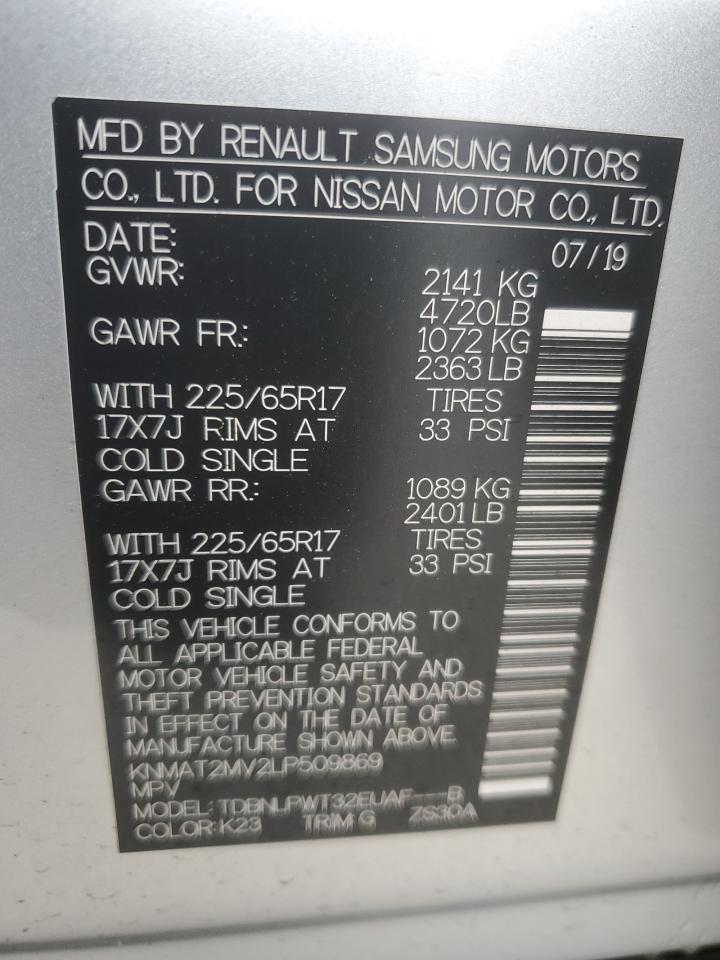 MFD BY RENAULT SAMSUNG MOTORS
CO., LTD. FOR NISSAN MOTOR CO., LTD.
DATE: 07/19
GVWR: 2141 KG
4720LB
GAWR FR.: 1072 KG
2363 LB
WITH 225/65R17 TIRES
17X7J RIMS AT 33 PSI
COLD SINGLE
GAWR RR.: 1089 KG
2401 LB
WITH 225/65R17 TIRES
17X7J RIMS AT 33 PSI
COLD SINGLE
THIS VEHICLE CONFORMS TO
ALL APPLICABLE FEDERAL
MOTOR VEHICLE SAFETY AND
THEFT PREVENTION STANDARDS
IN EFFECT ON THE DATE OF
MANUFACTURE SHOWN ABOVE.
KNMAT2MV2LP509869
MPV
MODEL: TDBNLPWT32EUAF---B
COLOR: K23 TRIM: G ZS30A